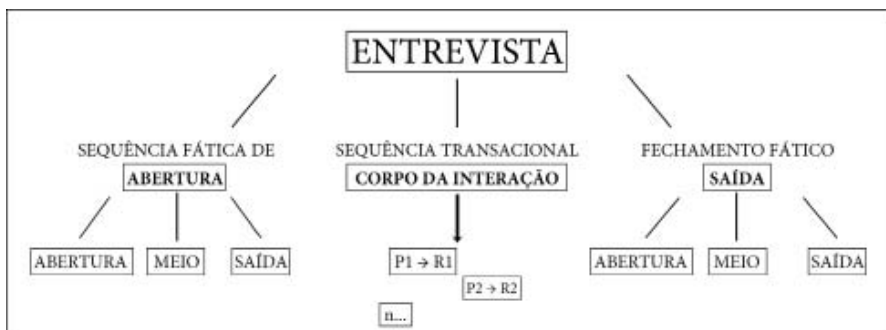 ENTREVISTA
SEQUÊNCIA FÁTICA DE
ABERTURA
SEQUÊNCIA TRANSACIONAL
CORPO DA INTERAÇÃO
FECHAMENTO FÁTICO
SAÍDA
ABERTURA
MEIO
SAÍDA
P1 → R1
P2 → R2
n...
ABERTURA
MEIO
SAÍDA